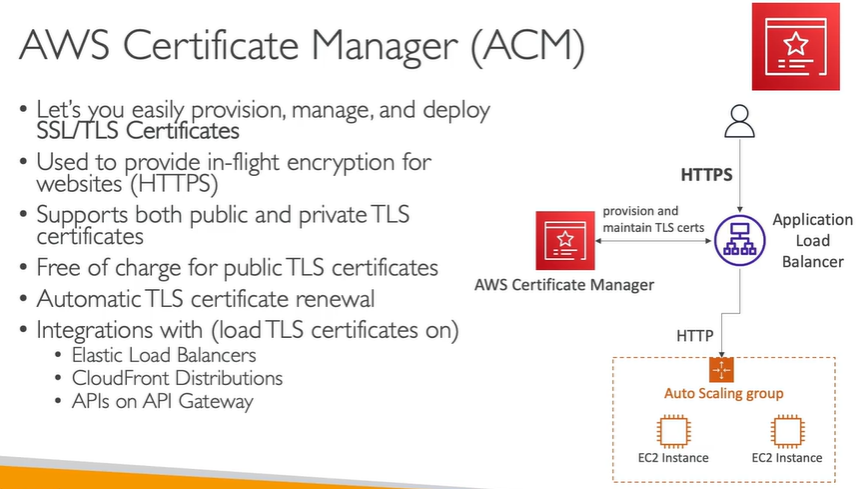 AWS Certificate Manager (ACM)
• Let's you easily provision, manage, and deploy
SSL/TLS Certificates
• Used to provide in-flight encryption for
websites (HTTPS)
• Supports both public and private TLS
certificates
• Free of charge for public TLS certificates
• Automatic TLS certificate renewal
• Integrations with (load TLS certificates on)
• Elastic Load Balancers
• CloudFront Distributions
• APIs on API Gateway
HTTPS
provision and
maintain TLS certs
Application
Load
Balancer
AWS Certificate Manager
HTTP
Auto Scaling group
EC2 Instance
EC2 Instance